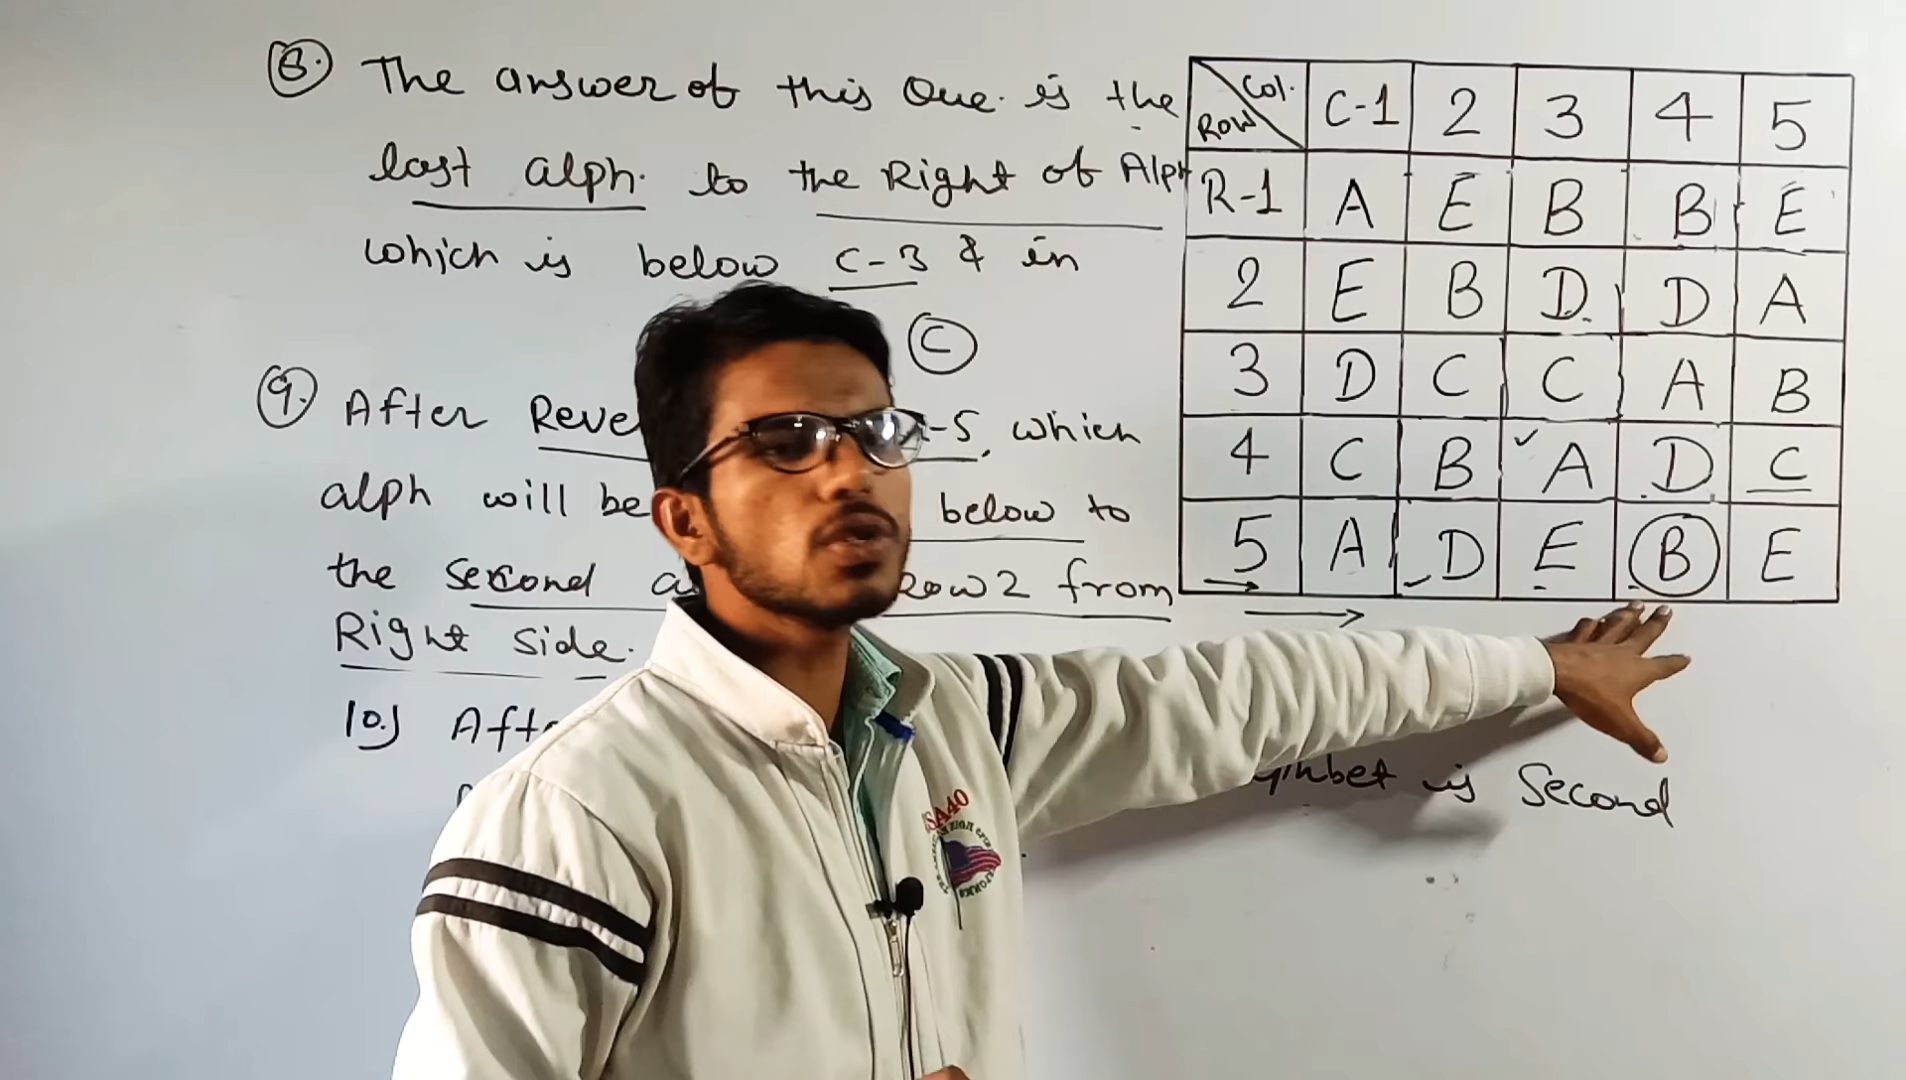 8. The answer of this Que. is the
last alph. to the Right of Alph
which is below C-3 & in
C
9. After Reve R-5, which
alph will be below to
the second Row 2 from
Right side.
10.) Aft
is Second
Col. C-1 2 3 4 5
ROW
R-1 A E B B E
2 E B D D A
3 D C C A B
4 C B A D C
5 A D E B E